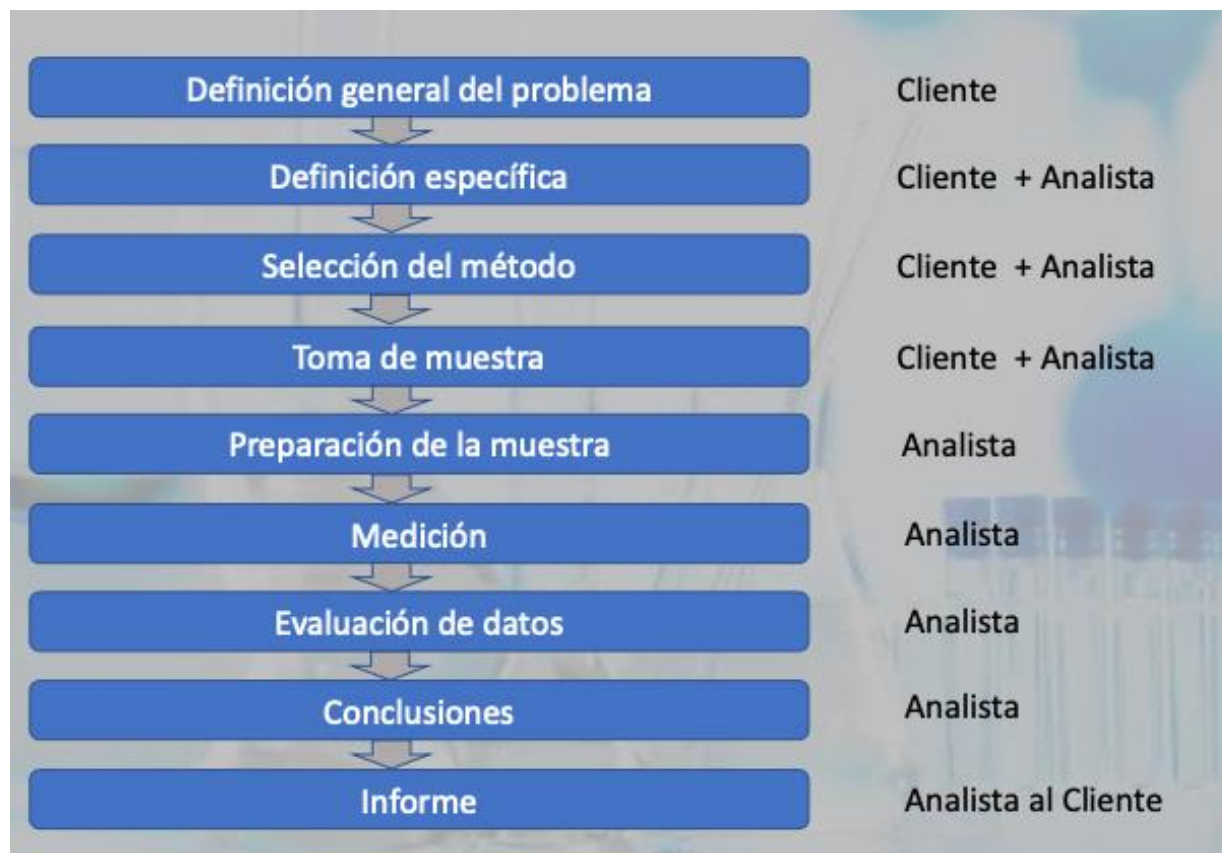 Definición general del problema Cliente
Definición específica Cliente + Analista
Selección del método Cliente + Analista
Toma de muestra Cliente + Analista
Preparación de la muestra Analista
Medición Analista
Evaluación de datos Analista
Conclusiones Analista
Informe Analista al Cliente